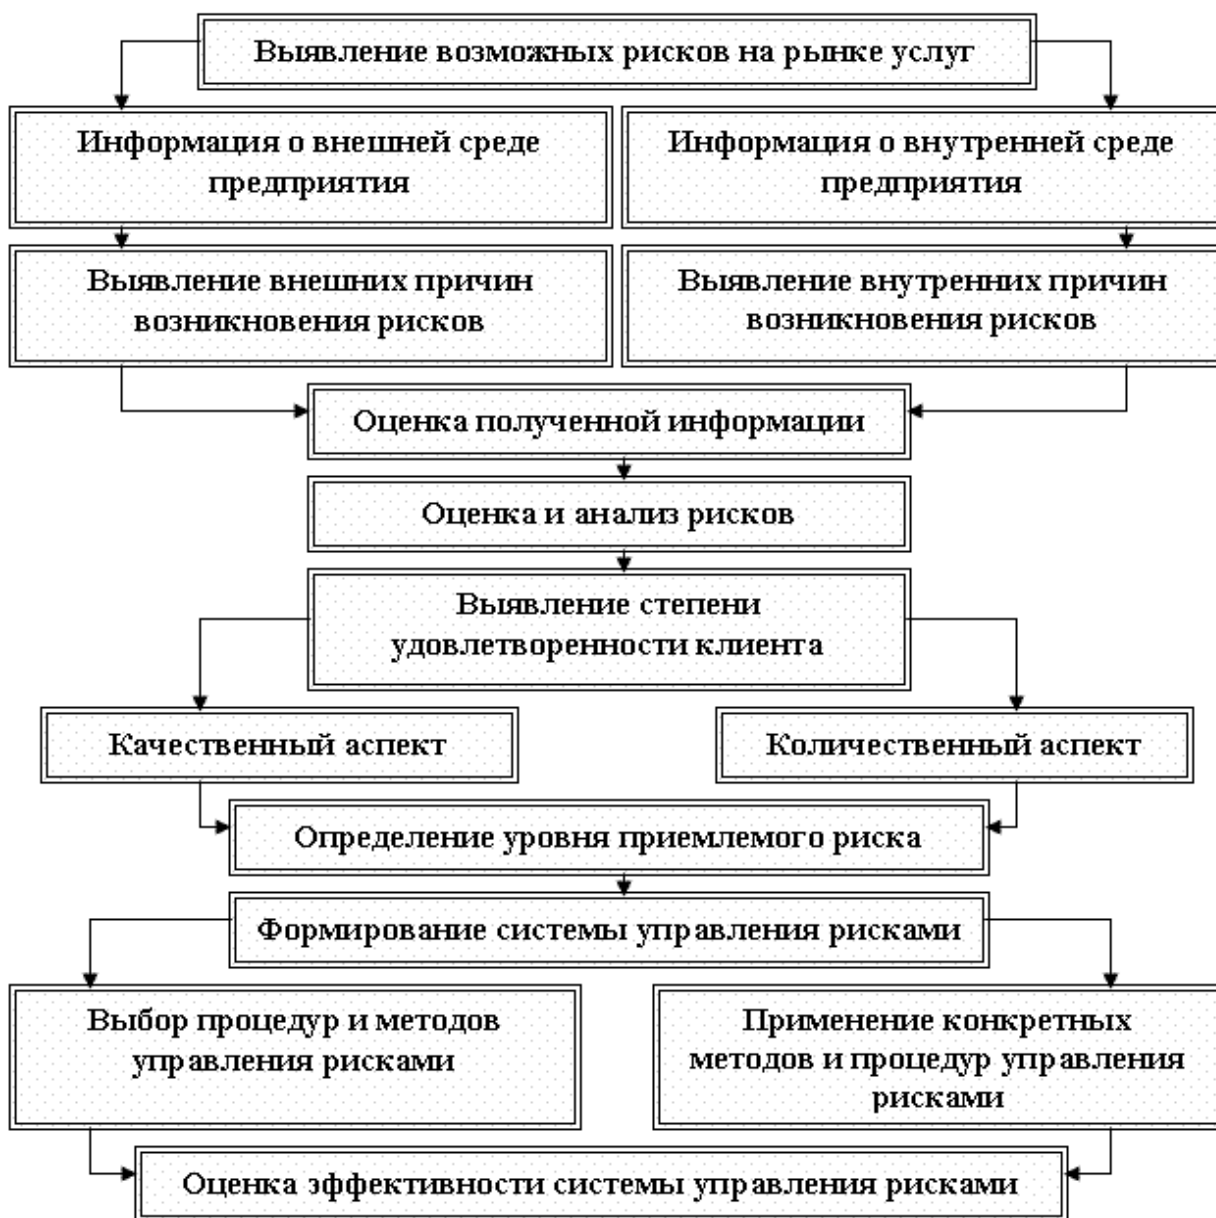 Выявление возможных рисков на рынке услуг
Информация о внешней среде
предприятия
Информация о внутренней среде
предприятия
Выявление внешних причин
возникновения рисков
Выявление внутренних причин
возникновения рисков
Оценка полученной информации
Оценка и анализ рисков
Выявление степени
удовлетворенности клиента
Качественный аспект
Количественный аспект
Определение уровня приемлемого риска
Формирование системы управления рисками
Выбор процедур и методов
управления рисками
Применение конкретных
методов и процедур управления
рисками
Оценка эффективности системы управления рисками